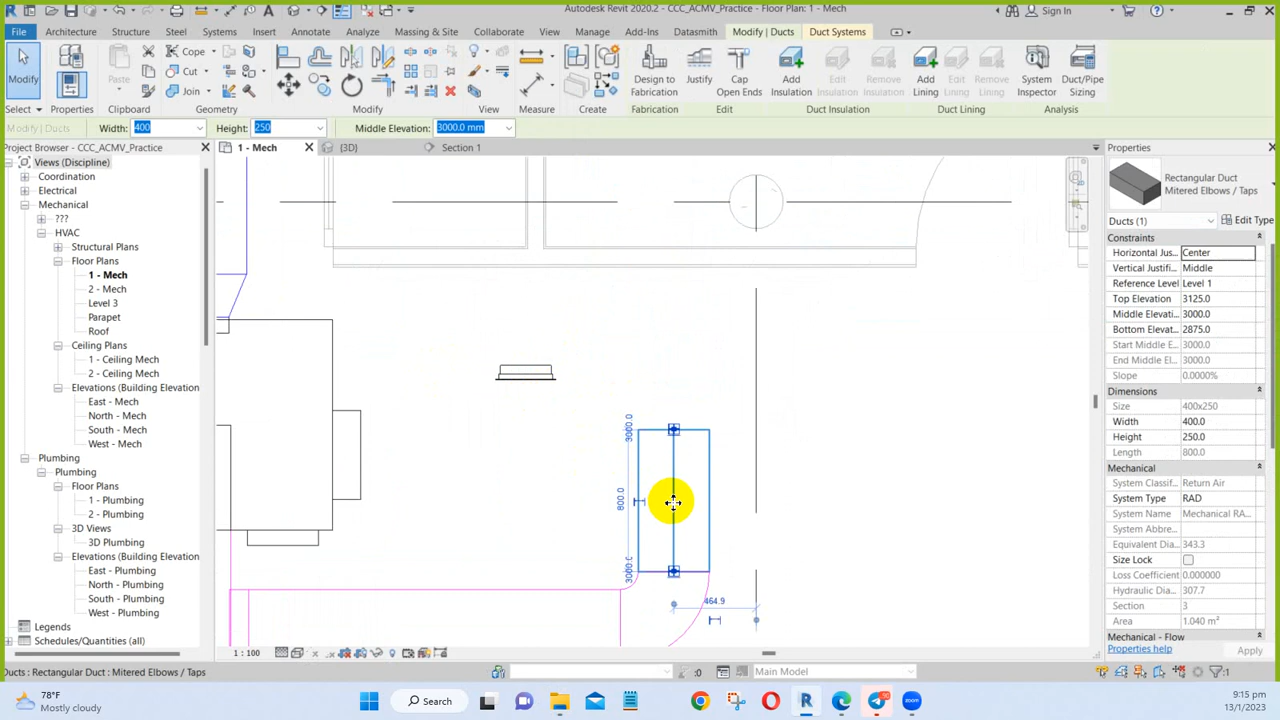 Autodesk Revit 2020.2 - CCC_ACMV_Practice - Floor Plan: 1 - Mech
Sign In
File Architecture Structure Steel Systems Insert Annotate Analyze Massing & Site Collaborate View Manage Add-Ins Datasmith Modify | Ducts Duct Systems
Modify
Properties
Paste
Cope
Cut
Join
Design to Fabrication
Justify
Cap Open Ends
Add Insulation
Edit Insulation
Remove Insulation
Add Lining
Edit Lining
Remove Lining
System Inspector
Duct/Pipe Sizing
Select Properties Clipboard Geometry Modify View Measure Create Fabrication Edit Duct Insulation Duct Lining Analysis
Modify | Ducts Width: 400 Height: 250 Middle Elevation: 3000.0 mm
Project Browser - CCC_ACMV_Practice
1 - Mech
{3D}
Section 1
Properties
Views (Discipline)
Coordination
Electrical
Mechanical
???
HVAC
Structural Plans
Floor Plans
1 - Mech
2 - Mech
Level 3
Parapet
Roof
Ceiling Plans
1 - Ceiling Mech
2 - Ceiling Mech
Elevations (Building Elevation
East - Mech
North - Mech
South - Mech
West - Mech
Plumbing
Plumbing
Floor Plans
1 - Plumbing
2 - Plumbing
3D Views
3D Plumbing
Elevations (Building Elevation
East - Plumbing
North - Plumbing
South - Plumbing
West - Plumbing
Legends
Schedules/Quantities (all)
3000.0
800.0
3000.0
464.9
Rectangular Duct
Mitered Elbows / Taps
Ducts (1) Edit Type
Constraints
Horizontal Jus... Center
Vertical Justifi... Middle
Reference Level Level 1
Top Elevation 3125.0
Middle Elevati... 3000.0
Bottom Elevat... 2875.0
Start Middle E... 3000.0
End Middle El... 3000.0
Slope 0.0000%
Dimensions
Size 400x250
Width 400.0
Height 250.0
Length 800.0
Mechanical
System Classif... Return Air
System Type RAD
System Name Mechanical RA...
System Abbre...
Equivalent Dia... 343.3
Size Lock
Loss Coefficient 0.000000
Hydraulic Dia... 307.7
Section 3
Area 1.040 m²
Mechanical - Flow
Properties help Apply
1 : 100
Ducts : Rectangular Duct : Mitered Elbows / Taps
:0
Main Model
:1
78°F
Mostly cloudy
Search
9:15 pm
13/1/2023